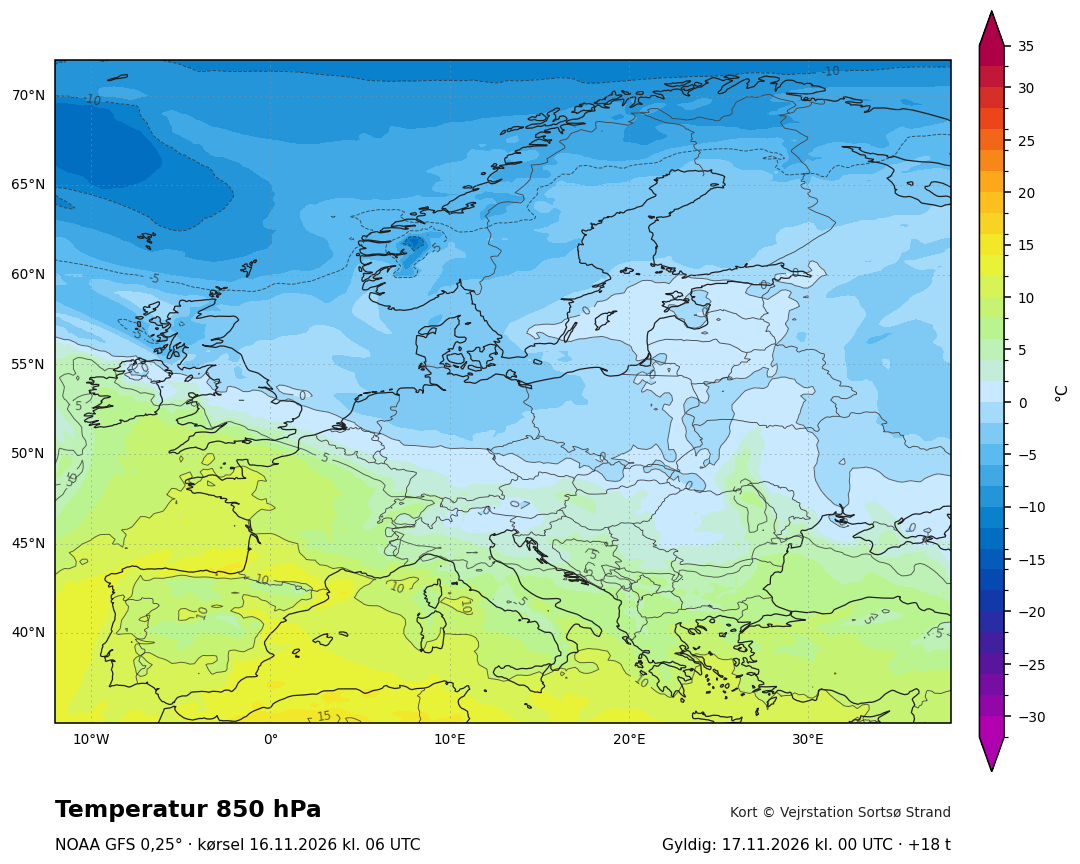 35
30
25
20
15
10
5
0
−5
−10
−15
−20
−25
−30
°C
70°N
65°N
60°N
55°N
50°N
45°N
40°N
10°W
0°
10°E
20°E
30°E
Temperatur 850 hPa
Kort © Vejrstation Sortsø Strand
NOAA GFS 0,25° · kørsel 16.11.2026 kl. 06 UTC
Gyldig: 17.11.2026 kl. 00 UTC · +18 t